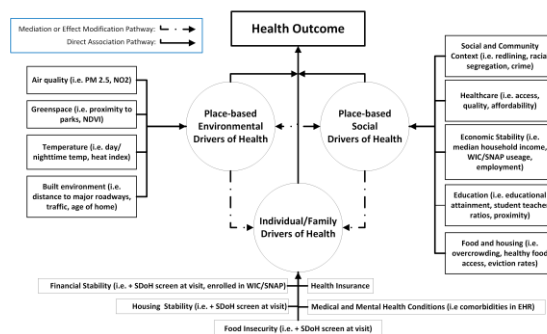 Health Outcome
Mediation or Effect Modification Pathway:
Direct Association Pathway:
Air quality (i.e. PM 2.5, NO2)
Greenspace (i.e. proximity to
parks, NDVI)
Temperature (i.e. day/
nighttime temp, heat index)
Built environment (i.e.
distance to major roadways,
traffic, age of home)
Place-based
Environmental
Drivers of Health
Place-based
Social
Drivers of Health
Individual/Family
Drivers of Health
Social and Community
Context (i.e. redlining, racial
segregation, crime)
Healthcare (i.e. access,
quality, affordability)
Economic Stability (i.e.
median household income,
WIC/SNAP useage,
employment)
Education (i.e. educational
attainment, student teacher
ratios, proximity)
Food and housing (i.e.
overcrowding, healthy food
access, eviction rates)
Financial Stability (i.e. + SDoH screen at visit, enrolled in WIC/SNAP)
Health Insurance
Housing Stability (i.e. + SDoH screen at visit)
Medical and Mental Health Conditions (i.e comorbidities in EHR)
Food Insecurity (i.e. + SDoH screen at visit)